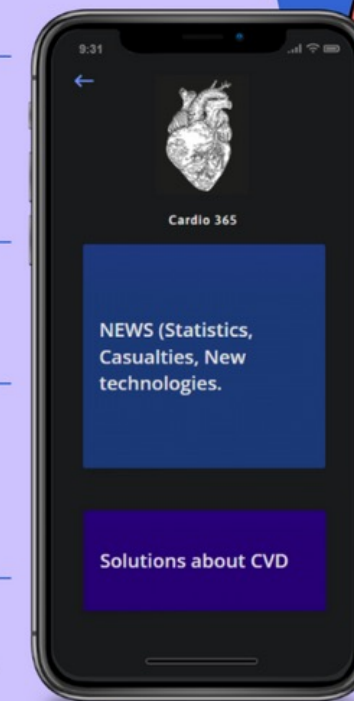 9:31
Cardio 365
NEWS (Statistics,
Casualties, New
technologies.
Solutions about CVD